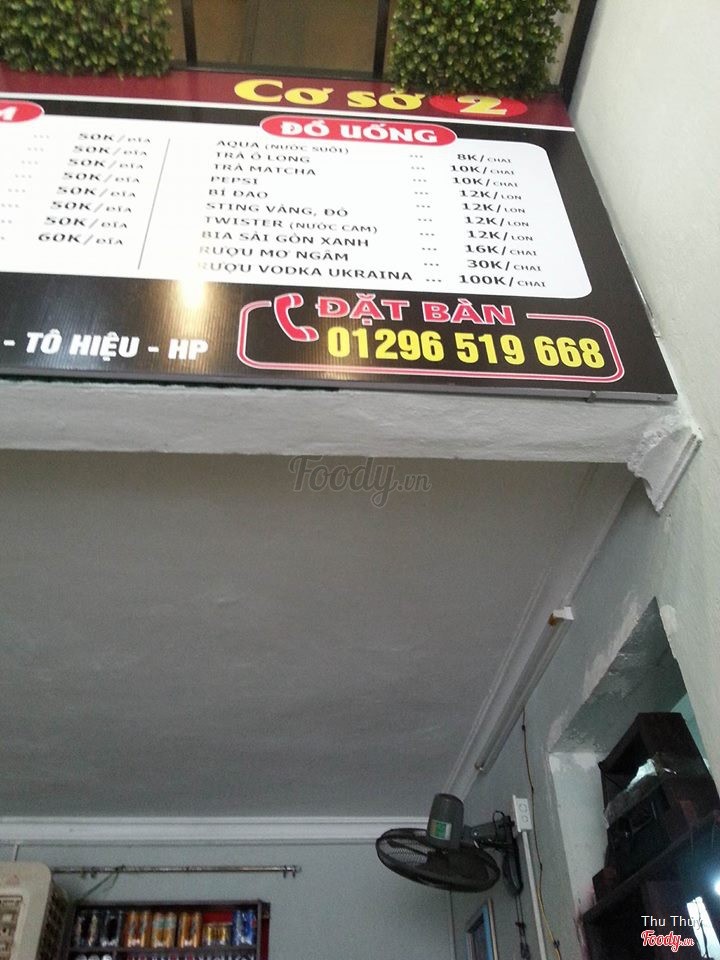 Cơ sở 2
M
... 50K/ĐĨA
... 50K/ĐĨA
... 50K/ĐĨA
... 50K/ĐĨA
... 50K/ĐĨA
... 50K/ĐĨA
... 50K/ĐĨA
60K/ĐĨA
ĐỒ UỐNG
AQUA (NƯỚC SUỐI) ... 8K/CHAI
TRÀ Ô LONG ... 10K/CHAI
TRÀ MATCHA ... 10K/CHAI
PEPSI ... 12K/LON
BÍ ĐAO ... 12K/LON
STING VÀNG, ĐỎ ... 12K/LON
TWISTER (NƯỚC CAM) ... 12K/LON
BIA SÀI GÒN XANH ... 16K/CHAI
RƯỢU MƠ NGÂM ... 30K/CHAI
RƯỢU VODKA UKRAINA ... 100K/CHAI
- TÔ HIỆU - HP
ĐẶT BÀN
01296 519 668
Foody.vn
Thu Thủy
Foody.vn